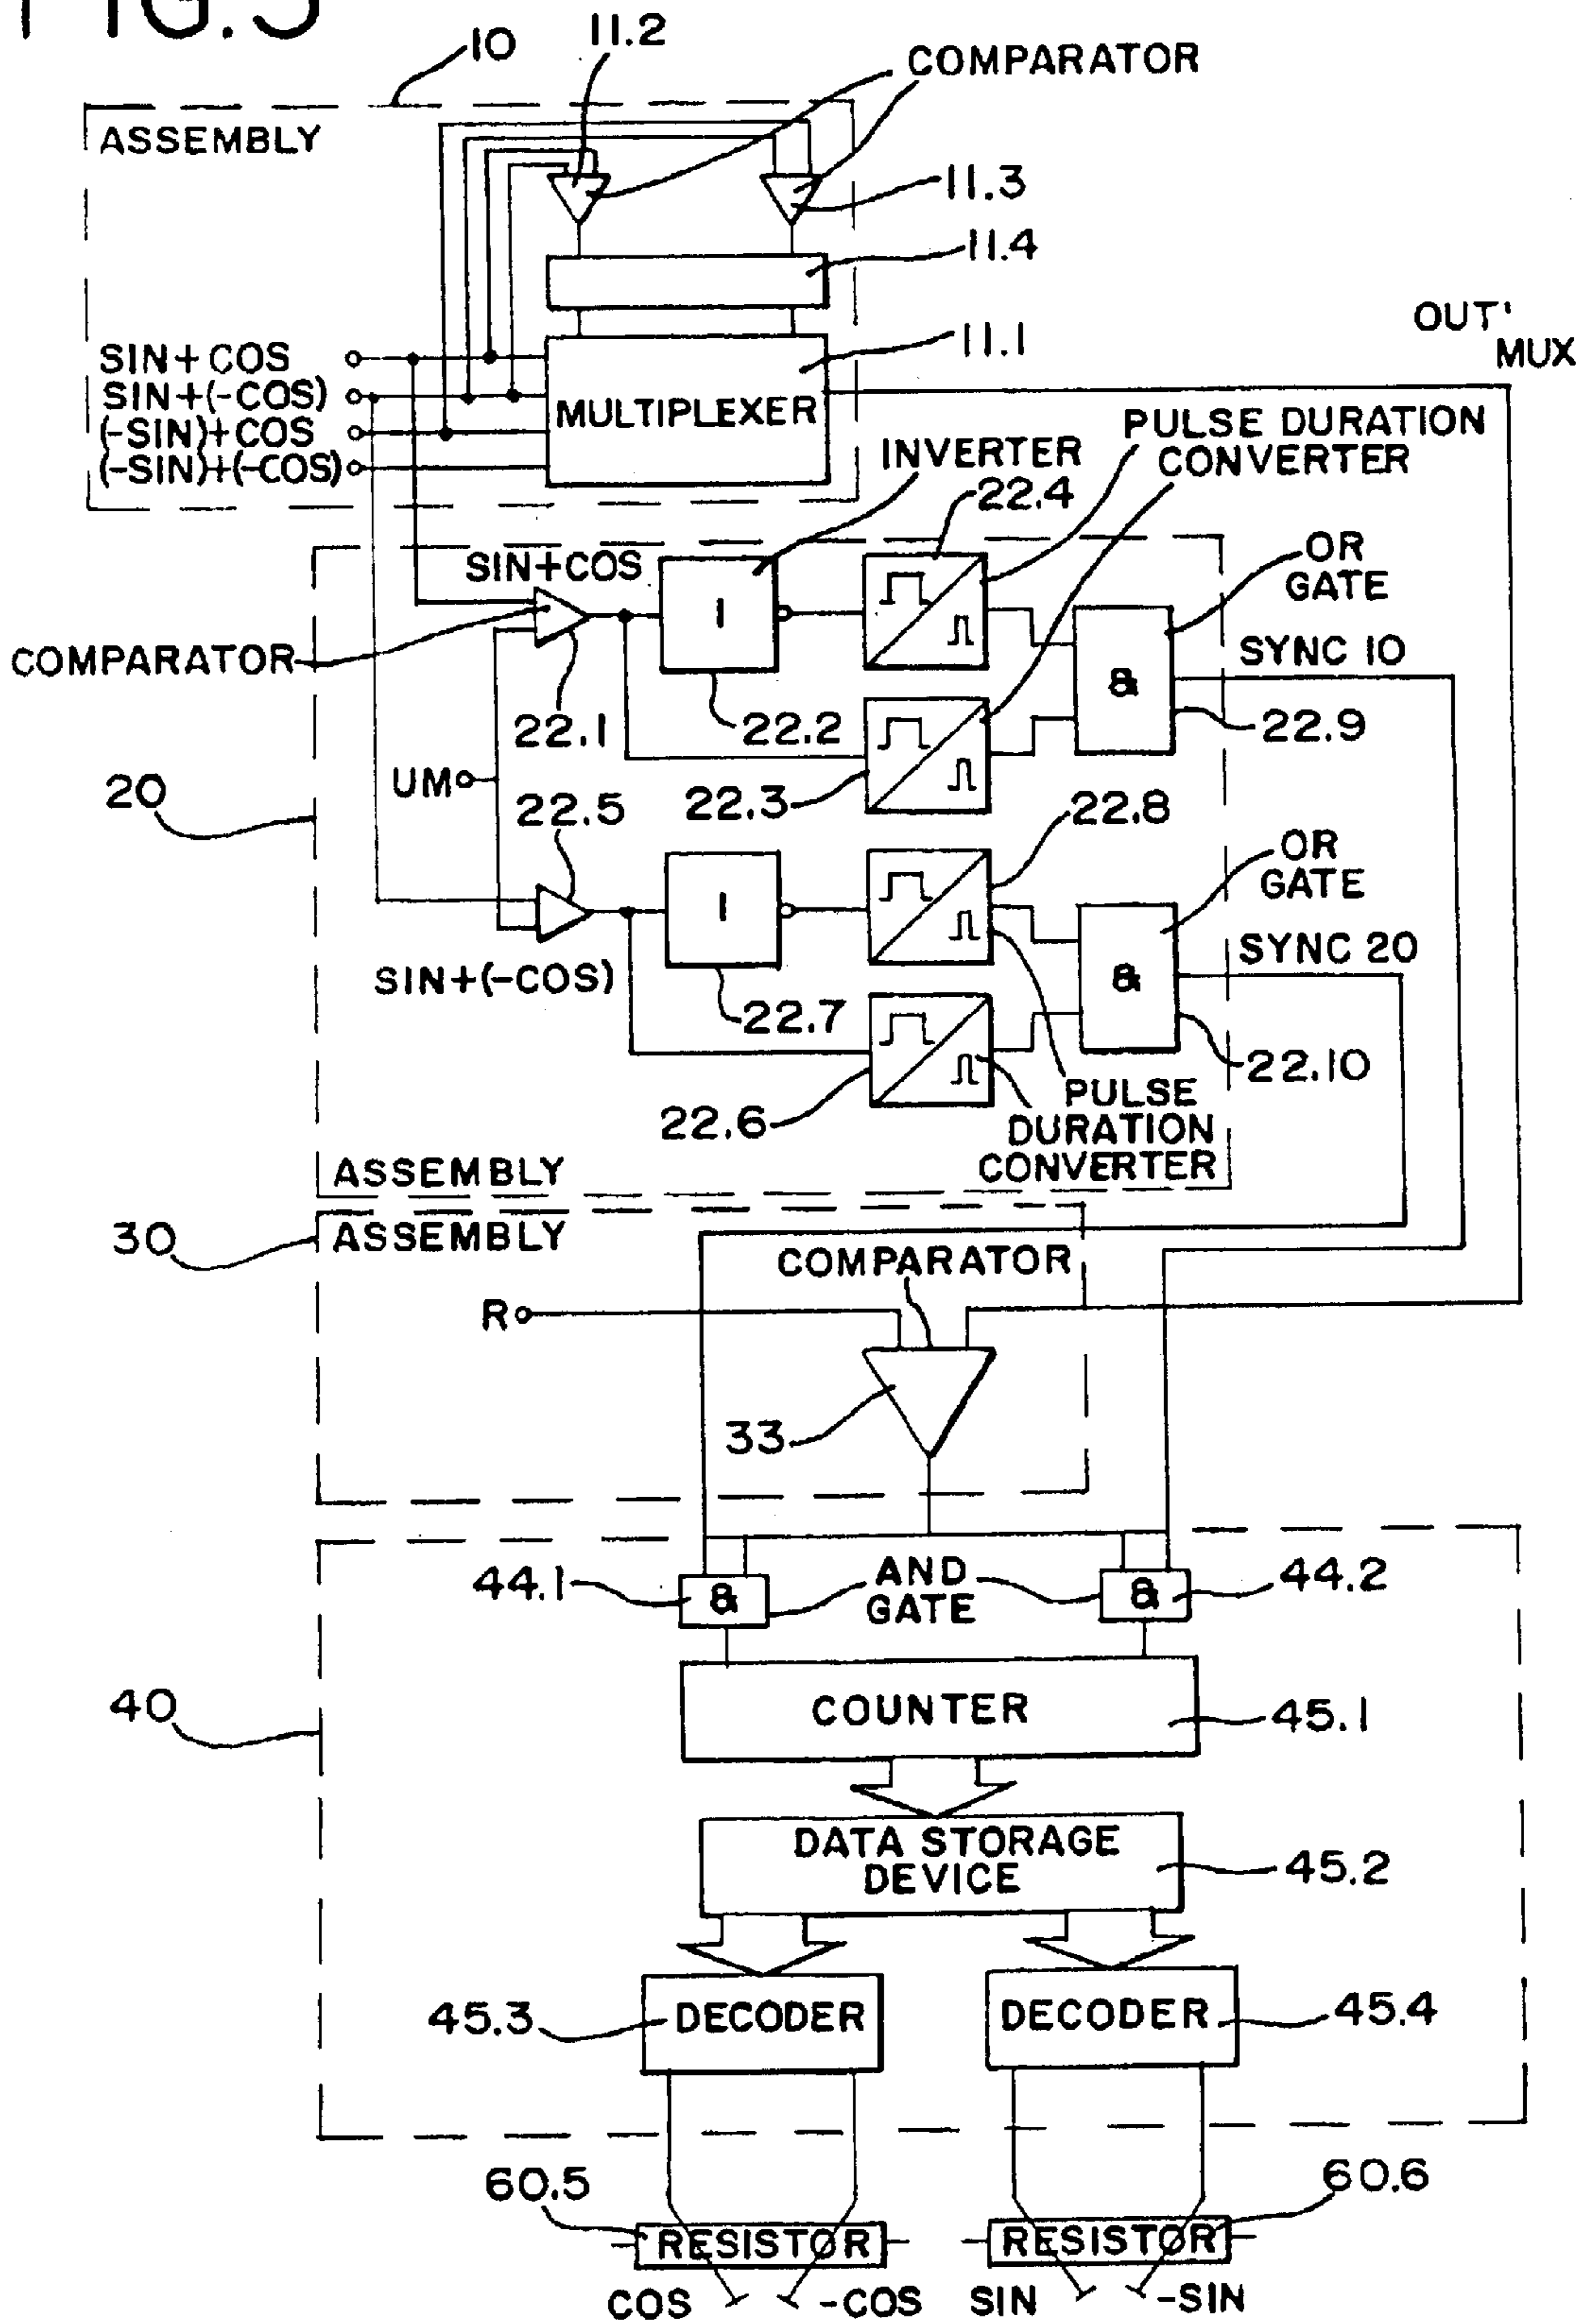 FIG.5
10
11.2
COMPARATOR
ASSEMBLY
11.3
11.4
OUT'
MUX
11.1
SIN+COS
SIN+(-COS)
(-SIN)+COS
(-SIN)+(-COS)
MULTIPLEXER
PULSE DURATION
CONVERTER
INVERTER
22.4
OR
GATE
SIN+COS
1
&
SYNC 10
COMPARATOR
22.1
22.2
22.9
UM
20
22.3
22.5
22.8
OR
GATE
1
&
SYNC 20
SIN+(-COS)
22.7
22.10
22.6
PULSE
DURATION
CONVERTER
ASSEMBLY
30
ASSEMBLY
COMPARATOR
R
33
44.1
&
AND
GATE
&
44.2
40
COUNTER
45.1
DATA STORAGE
DEVICE
45.2
45.3
DECODER
DECODER
45.4
60.5
60.6
RESISTOR
RESISTOR
COS
-COS
SIN
-SIN